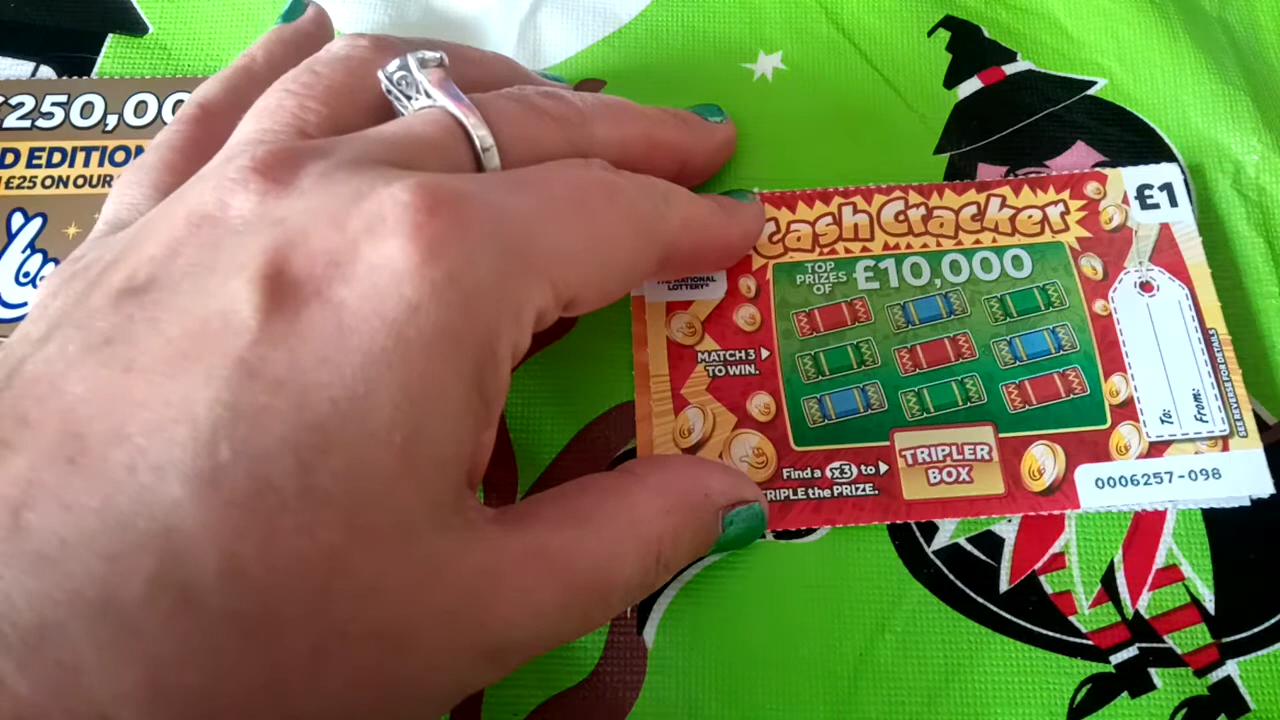 £250,00
D EDITION
£25 ON OUR
Cash Cracker
£1
TOP
PRIZES
OF
£10,000
THE NATIONAL
LOTTERY®
MATCH 3
TO WIN.
To:
From:
SEE REVERSE FOR DETAILS
TRIPLER
BOX
Find a x3 to
TRIPLE the PRIZE.
0006257-098